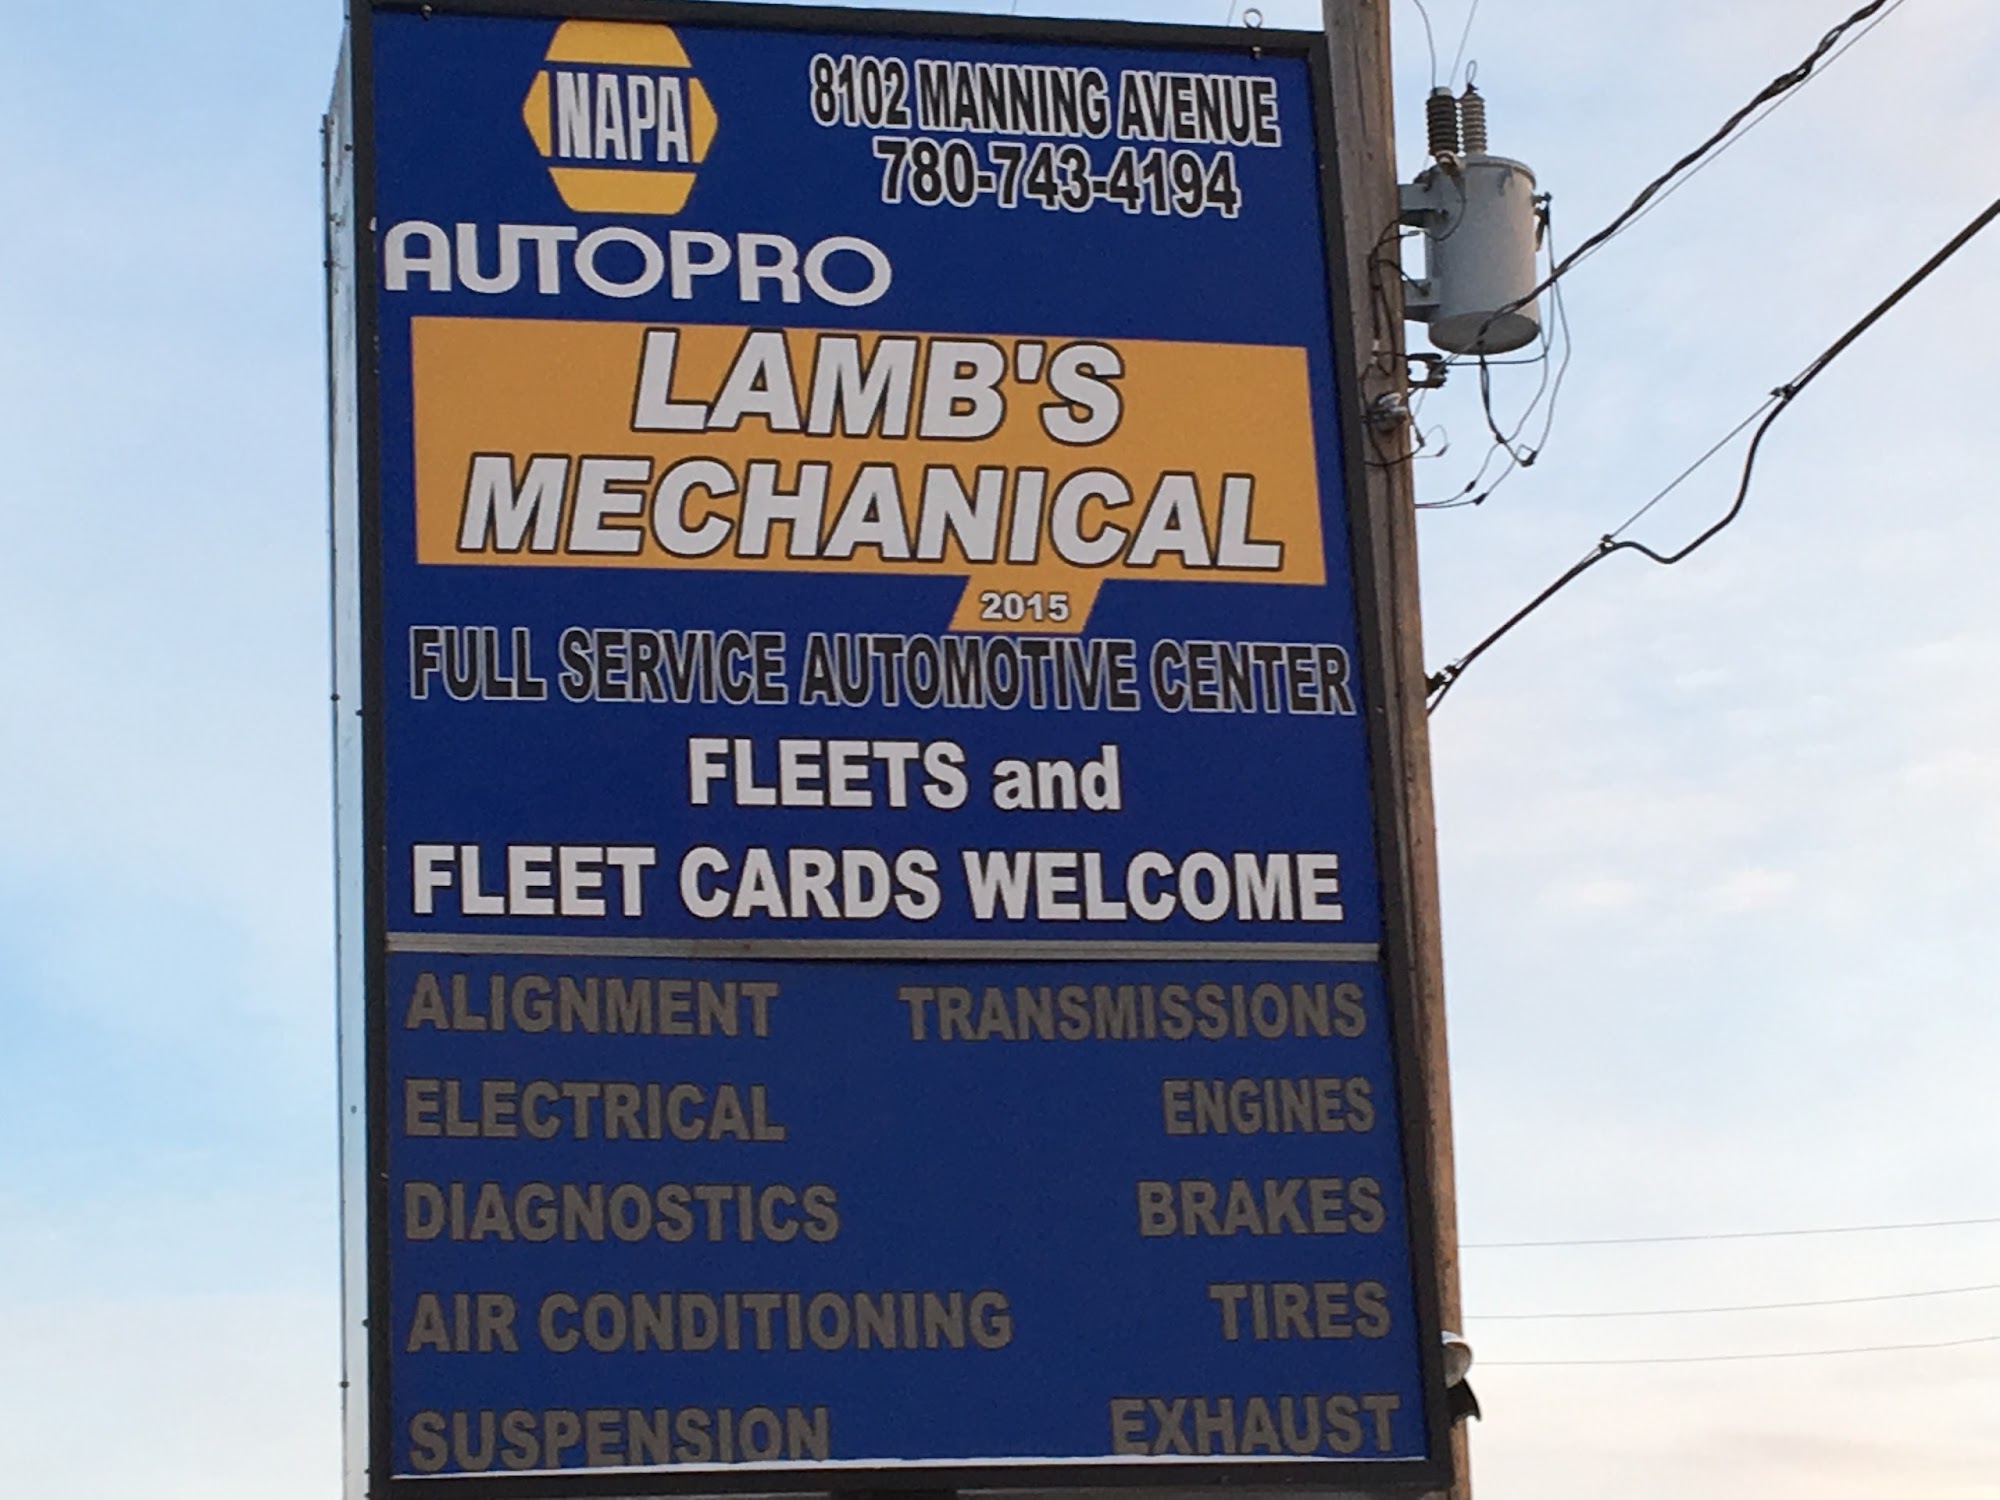 NAPA
AUTOPRO
8102 MANNING AVENUE
780-743-4194
LAMB'S
MECHANICAL
2015
FULL SERVICE AUTOMOTIVE CENTER
FLEETS and
FLEET CARDS WELCOME
ALIGNMENT TRANSMISSIONS
ELECTRICAL ENGINES
DIAGNOSTICS BRAKES
AIR CONDITIONING TIRES
SUSPENSION EXHAUST